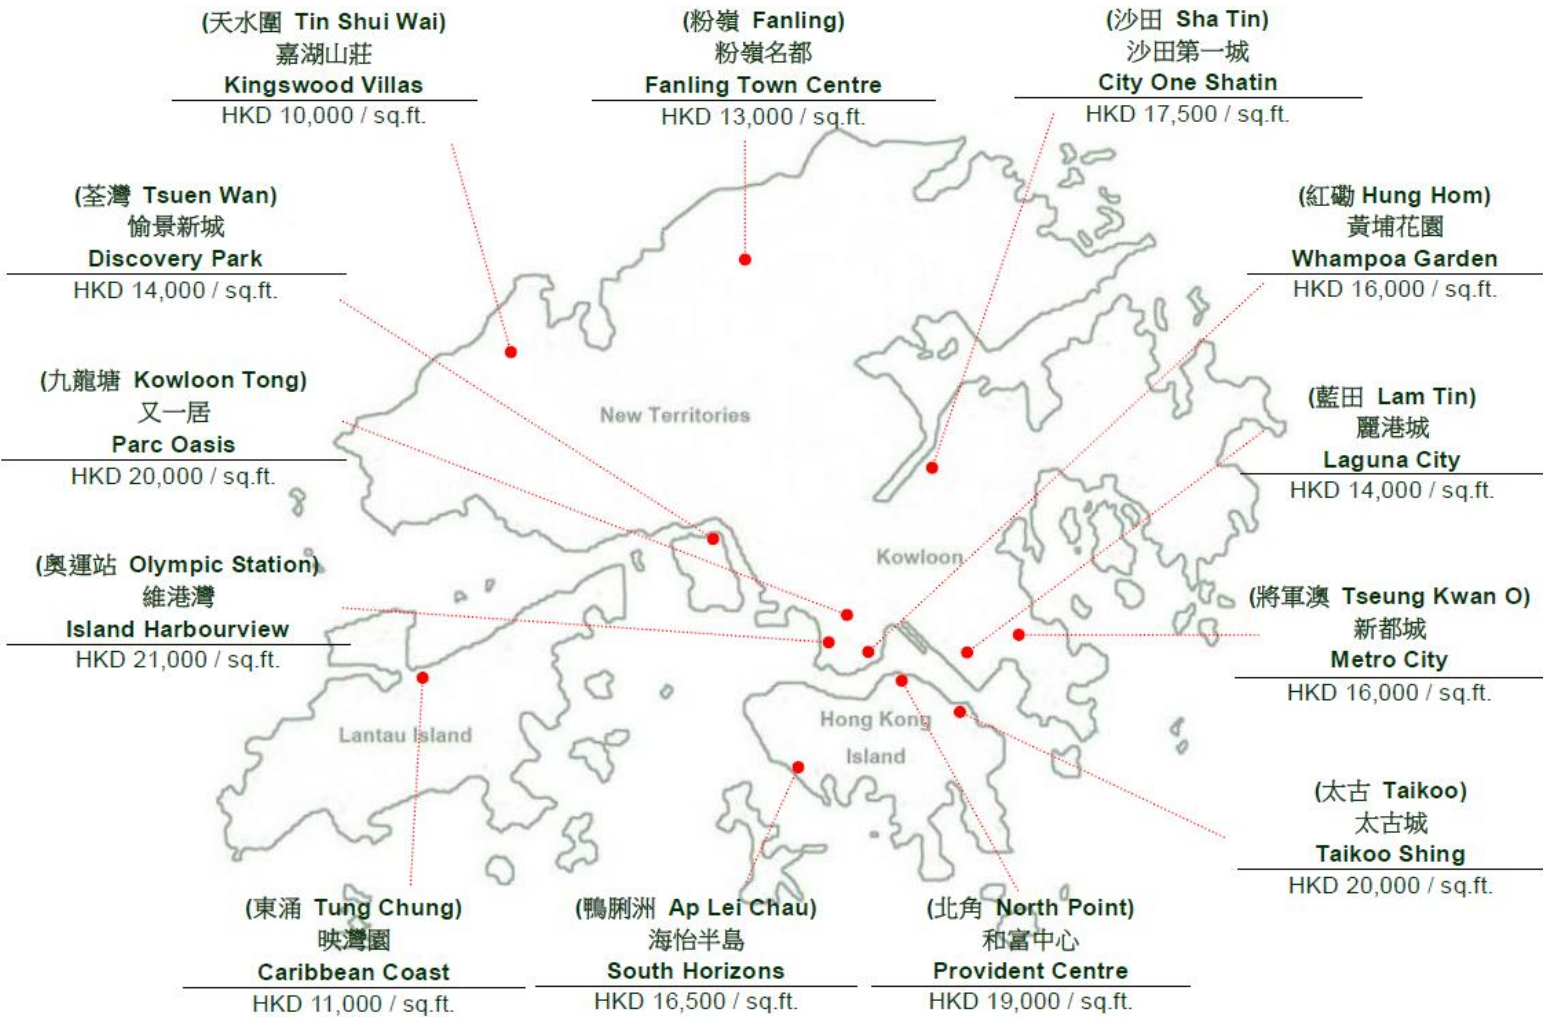 (天水圍 Tin Shui Wai)
嘉湖山莊
Kingswood Villas
HKD 10,000 / sq.ft.
(粉嶺 Fanling)
粉嶺名都
Fanling Town Centre
HKD 13,000 / sq.ft.
(沙田 Sha Tin)
沙田第一城
City One Shatin
HKD 17,500 / sq.ft.
(荃灣 Tsuen Wan)
愉景新城
Discovery Park
HKD 14,000 / sq.ft.
(紅磡 Hung Hom)
黃埔花園
Whampoa Garden
HKD 16,000 / sq.ft.
(九龍塘 Kowloon Tong)
又一居
Parc Oasis
HKD 20,000 / sq.ft.
New Territories
(藍田 Lam Tin)
麗港城
Laguna City
HKD 14,000 / sq.ft.
(奧運站 Olympic Station)
維港灣
Island Harbourview
HKD 21,000 / sq.ft.
Kowloon
(將軍澳 Tseung Kwan O)
新都城
Metro City
HKD 16,000 / sq.ft.
Lantau Island
Hong Kong
Island
(太古 Taikoo)
太古城
Taikoo Shing
HKD 20,000 / sq.ft.
(東涌 Tung Chung)
映灣園
Caribbean Coast
HKD 11,000 / sq.ft.
(鴨脷洲 Ap Lei Chau)
海怡半島
South Horizons
HKD 16,500 / sq.ft.
(北角 North Point)
和富中心
Provident Centre
HKD 19,000 / sq.ft.